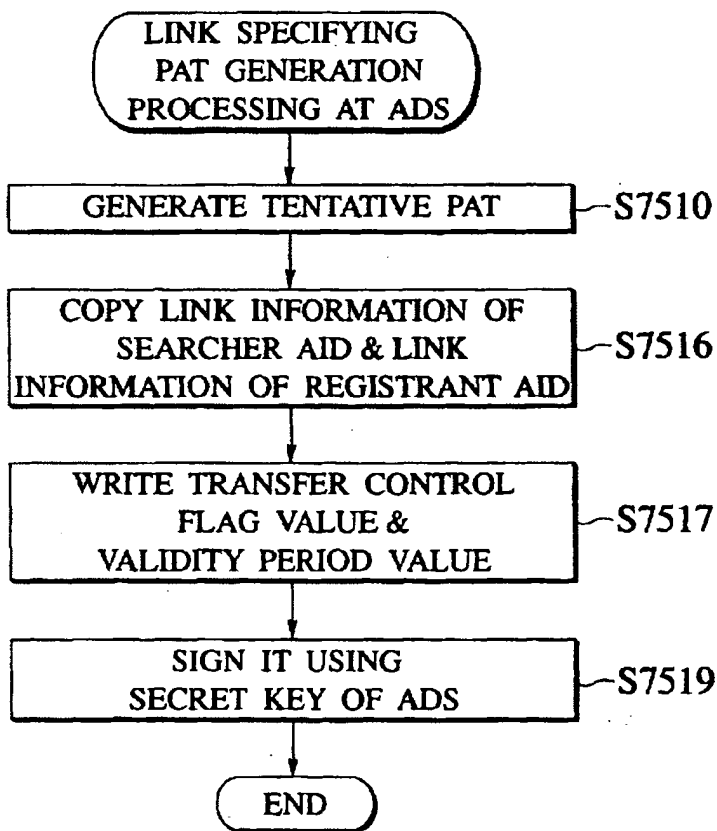 LINK SPECIFYING
PAT GENERATION
PROCESSING AT ADS
GENERATE TENTATIVE PAT
S7510
COPY LINK INFORMATION OF
SEARCHER AID & LINK
INFORMATION OF REGISTRANT AID
S7516
WRITE TRANSFER CONTROL
FLAG VALUE &
VALIDITY PERIOD VALUE
S7517
SIGN IT USING
SECRET KEY OF ADS
S7519
END